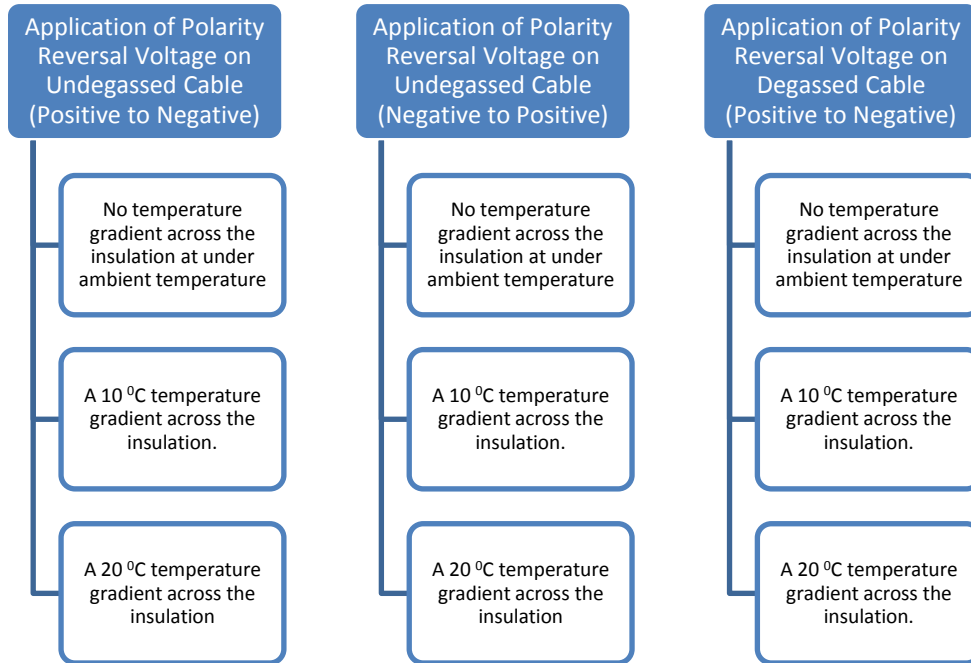 Application of Polarity
Reversal Voltage on
Undegassed Cable
(Positive to Negative)
No temperature
gradient across the
insulation at under
ambient temperature
A 10 ⁰C temperature
gradient across the
insulation.
A 20 ⁰C temperature
gradient across the
insulation
Application of Polarity
Reversal Voltage on
Undegassed Cable
(Negative to Positive)
No temperature
gradient across the
insulation at under
ambient temperature
A 10 ⁰C temperature
gradient across the
insulation.
A 20 ⁰C temperature
gradient across the
insulation
Application of Polarity
Reversal Voltage on
Degassed Cable
(Positive to Negative)
No temperature
gradient across the
insulation at under
ambient temperature
A 10 ⁰C temperature
gradient across the
insulation.
A 20 ⁰C temperature
gradient across the
insulation.